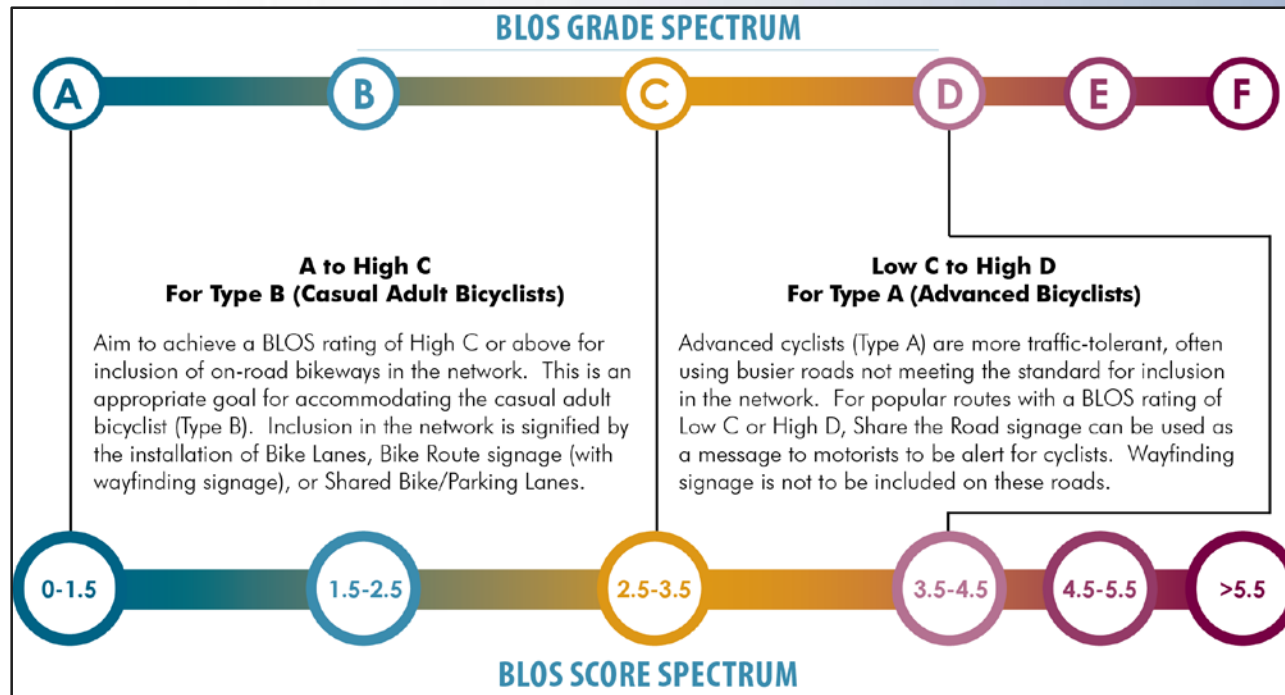 BLOS GRADE SPECTRUM
A B C D E F
A to High C
For Type B (Casual Adult Bicyclists)
Aim to achieve a BLOS rating of High C or above for
inclusion of on-road bikeways in the network. This is an
appropriate goal for accommodating the casual adult
bicyclist (Type B). Inclusion in the network is signified by
the installation of Bike Lanes, Bike Route signage (with
wayfinding signage), or Shared Bike/Parking Lanes.
Low C to High D
For Type A (Advanced Bicyclists)
Advanced cyclists (Type A) are more traffic-tolerant, often
using busier roads not meeting the standard for inclusion
in the network. For popular routes with a BLOS rating of
Low C or High D, Share the Road signage can be used as
a message to motorists to be alert for cyclists. Wayfinding
signage is not to be included on these roads.
0-1.5 1.5-2.5 2.5-3.5 3.5-4.5 4.5-5.5 >5.5
BLOS SCORE SPECTRUM